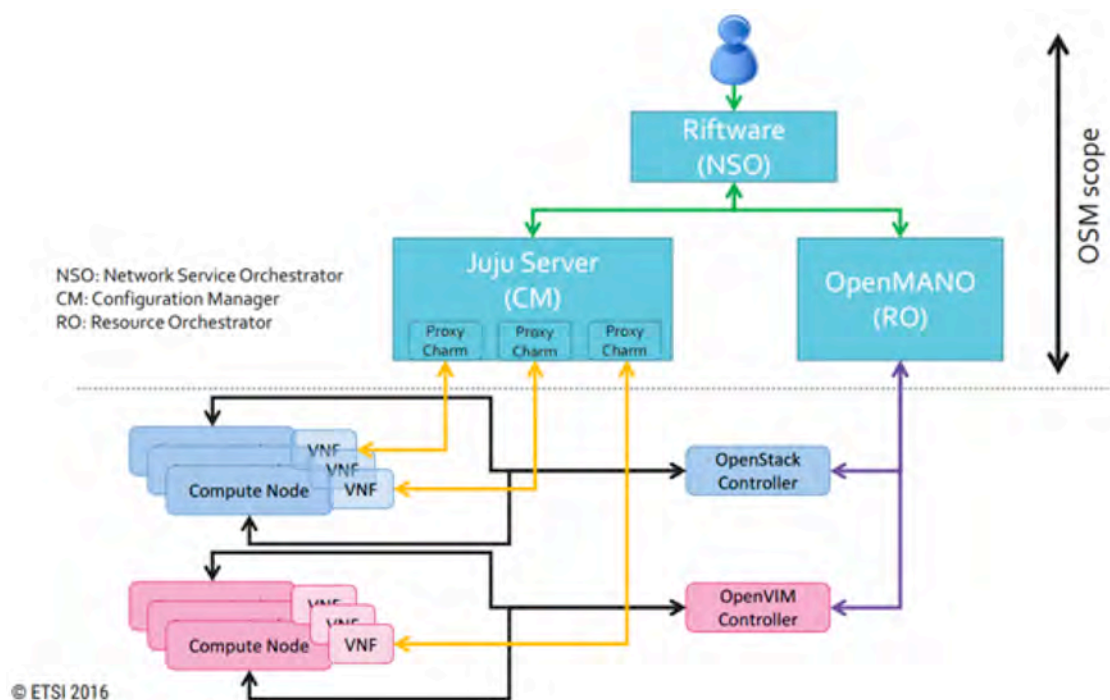 Riftware
(NSO)
OSM scope
Juju Server
(CM)
Proxy
Charm
Proxy
Charm
Proxy
Charm
OpenMANO
(RO)
NSO: Network Service Orchestrator
CM: Configuration Manager
RO: Resource Orchestrator
VNF
VNF
VNF
Compute Node
OpenStack
Controller
VNF
VNF
VNF
Compute Node
OpenVIM
Controller
© ETSI 2016